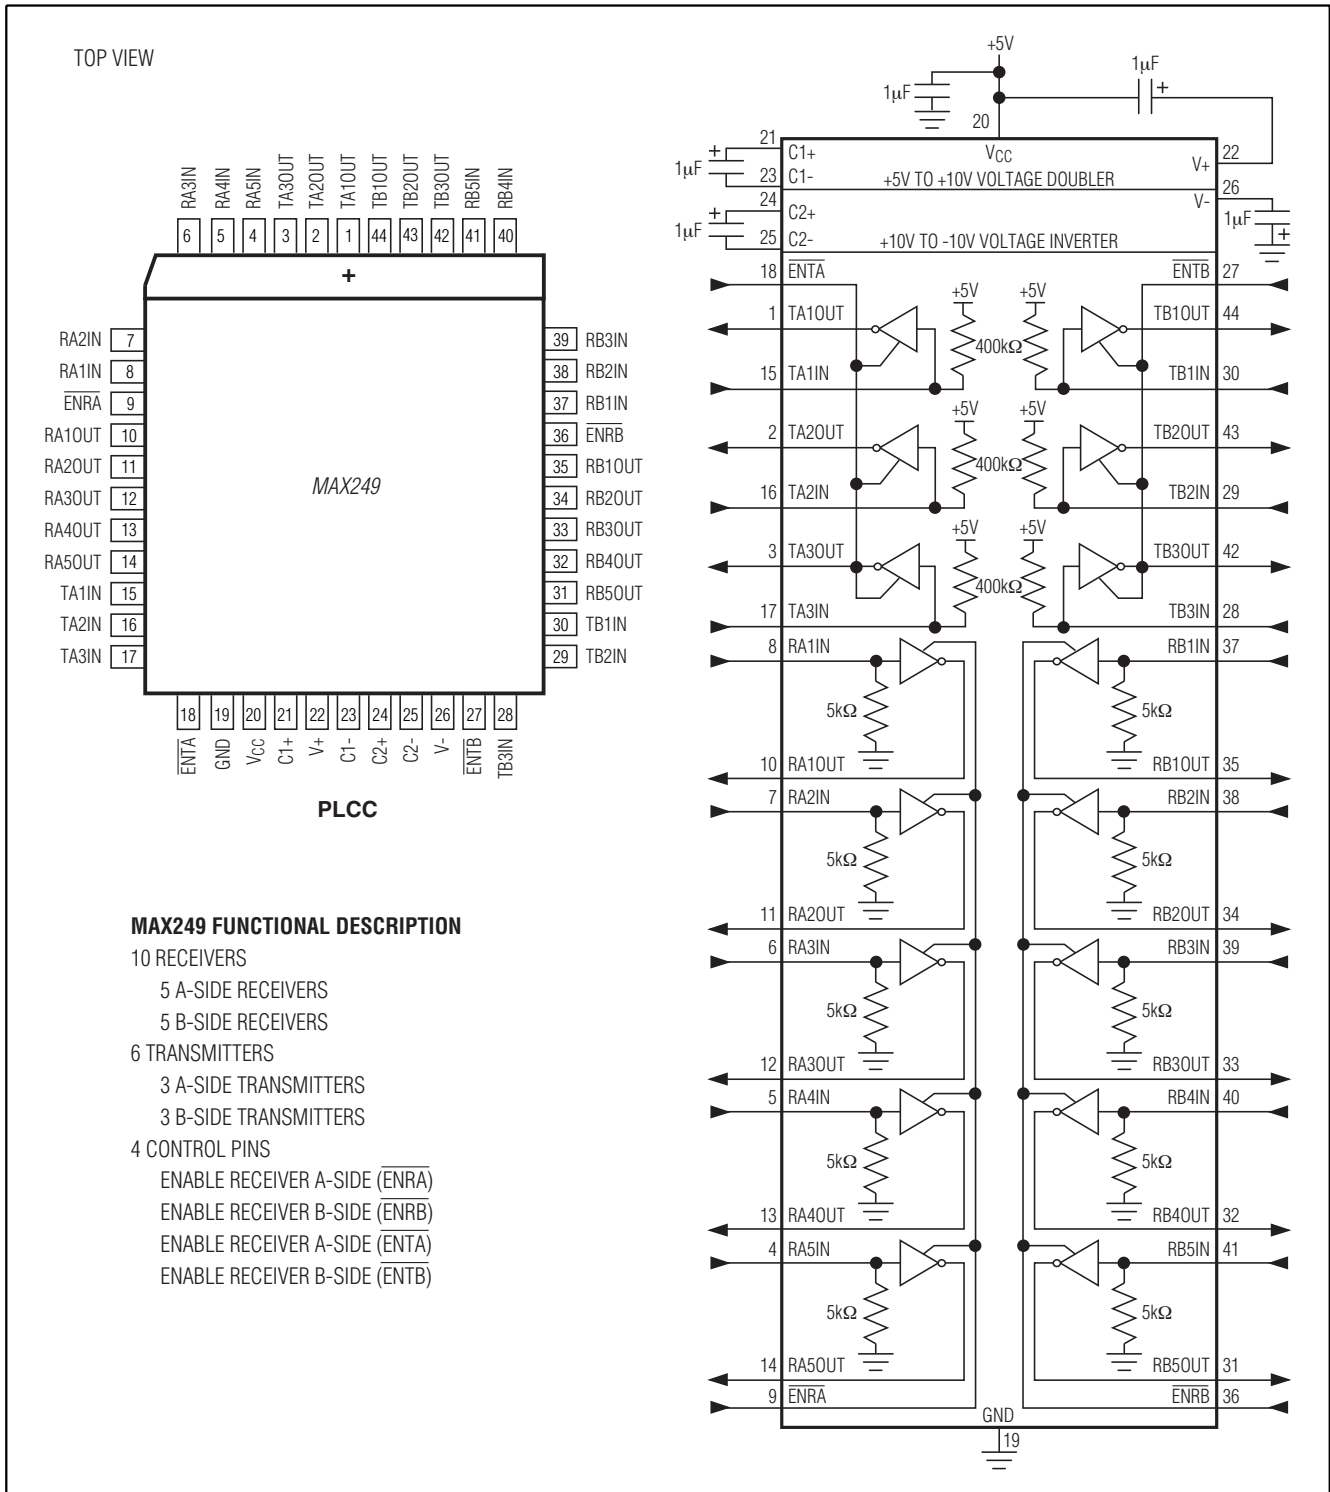 TOP VIEW
RA3IN
RA4IN
RA5IN
TA3OUT
TA2OUT
TA1OUT
TB1OUT
TB2OUT
TB3OUT
RB5IN
RB4IN
6 5 4 3 2 1 44 43 42 41 40
+
RA2IN 7
RA1IN 8
ENRA 9
RA1OUT 10
RA2OUT 11
RA3OUT 12
RA4OUT 13
RA5OUT 14
TA1IN 15
TA2IN 16
TA3IN 17
MAX249
39 RB3IN
38 RB2IN
37 RB1IN
36 ENRB
35 RB1OUT
34 RB2OUT
33 RB3OUT
32 RB4OUT
31 RB5OUT
30 TB1IN
29 TB2IN
18 19 20 21 22 23 24 25 26 27 28
ENTA
GND
VCC
C1+
V+
C1-
C2+
C2-
V-
ENTB
TB3IN
PLCC
MAX249 FUNCTIONAL DESCRIPTION
10 RECEIVERS
5 A-SIDE RECEIVERS
5 B-SIDE RECEIVERS
6 TRANSMITTERS
3 A-SIDE TRANSMITTERS
3 B-SIDE TRANSMITTERS
4 CONTROL PINS
ENABLE RECEIVER A-SIDE (ENRA)
ENABLE RECEIVER B-SIDE (ENRB)
ENABLE RECEIVER A-SIDE (ENTA)
ENABLE RECEIVER B-SIDE (ENTB)
+5V
1µF
1µF +
20
VCC
21 C1+
+ 1µF
23 C1-
+5V TO +10V VOLTAGE DOUBLER
V+ 22
24 C2+
+ 1µF
25 C2-
+10V TO -10V VOLTAGE INVERTER
V- 26
1µF +
18 ENTA
ENTB 27
+5V +5V
1 TA1OUT
TB1OUT 44
400kΩ
15 TA1IN
TB1IN 30
+5V +5V
2 TA2OUT
TB2OUT 43
400kΩ
16 TA2IN
TB2IN 29
+5V +5V
3 TA3OUT
TB3OUT 42
400kΩ
17 TA3IN
TB3IN 28
8 RA1IN
RB1IN 37
5kΩ 5kΩ
10 RA1OUT
RB1OUT 35
7 RA2IN
RB2IN 38
5kΩ 5kΩ
11 RA2OUT
RB2OUT 34
6 RA3IN
RB3IN 39
5kΩ 5kΩ
12 RA3OUT
RB3OUT 33
5 RA4IN
RB4IN 40
5kΩ 5kΩ
13 RA4OUT
RB4OUT 32
4 RA5IN
RB5IN 41
5kΩ 5kΩ
14 RA5OUT
RB5OUT 31
9 ENRA
ENRB 36
GND
19